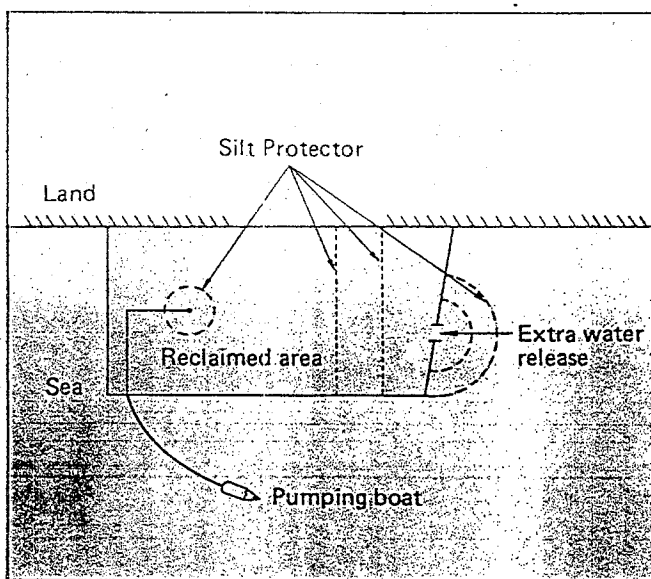 Silt Protector
Land
Extra water
release
Reclaimed area
Sea
Pumping boat